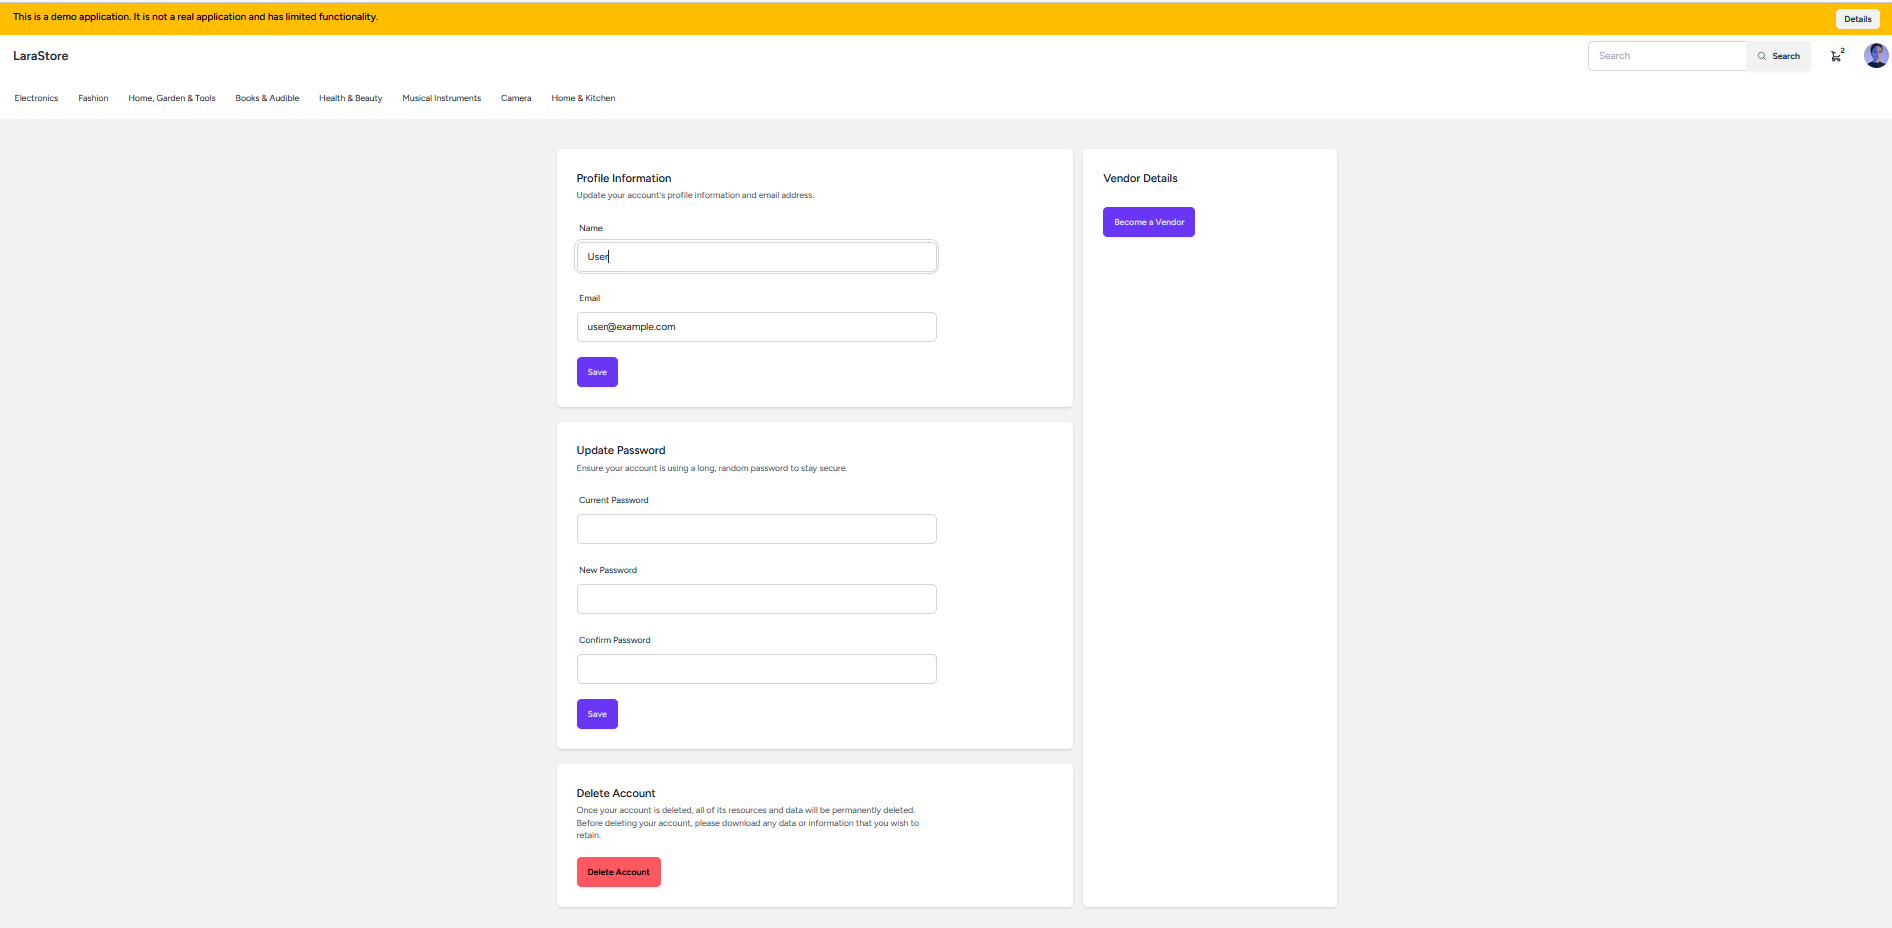 This is a demo application. It is not a real application and has limited functionality.
Details
LaraStore
Search
Search
2
Electronics
Fashion
Home, Garden & Tools
Books & Audible
Health & Beauty
Musical Instruments
Camera
Home & Kitchen
Profile Information
Update your account's profile information and email address.
Name
User
Email
user@example.com
Save
Update Password
Ensure your account is using a long, random password to stay secure.
Current Password
New Password
Confirm Password
Save
Delete Account
Once your account is deleted, all of its resources and data will be permanently deleted.
Before deleting your account, please download any data or information that you wish to
retain.
Delete Account
Vendor Details
Become a Vendor